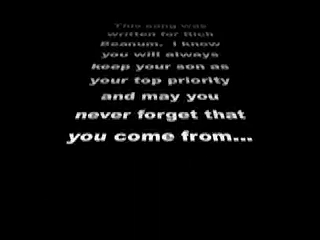 This song was
written for Rich
Beanum. I know
you will always
keep your son as
your top priority
and may you
never forget that
you come from...